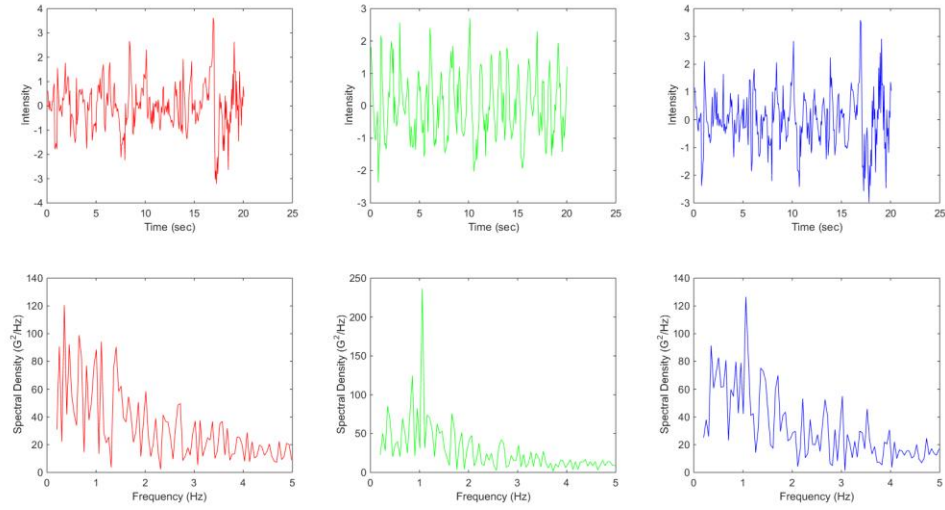 4
3
2
1
0
-1
-2
-3
-4
Intensity
0 5 10 15 20 25
Time (sec)
3
2
1
0
-1
-2
-3
Intensity
0 5 10 15 20 25
Time (sec)
4
3
2
1
0
-1
-2
-3
Intensity
0 5 10 15 20 25
Time (sec)
140
120
100
80
60
40
20
0
Spectral Density (G²/Hz)
0 1 2 3 4 5
Frequency (Hz)
250
200
150
100
50
0
Spectral Density (G²/Hz)
0 1 2 3 4 5
Frequency (Hz)
140
120
100
80
60
40
20
0
Spectral Density (G²/Hz)
0 1 2 3 4 5
Frequency (Hz)